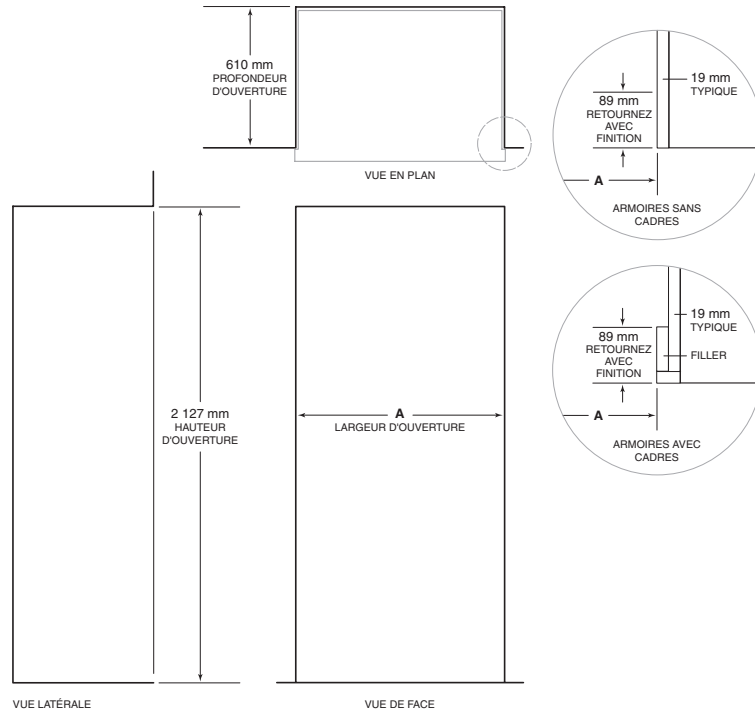 610 mm
PROFONDEUR
D'OUVERTURE
VUE EN PLAN
19 mm
TYPIQUE
89 mm
RETOURNEZ
AVEC
FINITION
A
ARMOIRES SANS
CADRES
19 mm
TYPIQUE
89 mm
RETOURNEZ
AVEC
FINITION
FILLER
A
ARMOIRES AVEC
CADRES
2 127 mm
HAUTEUR
D'OUVERTURE
A
LARGEUR D'OUVERTURE
VUE LATÉRALE
VUE DE FACE